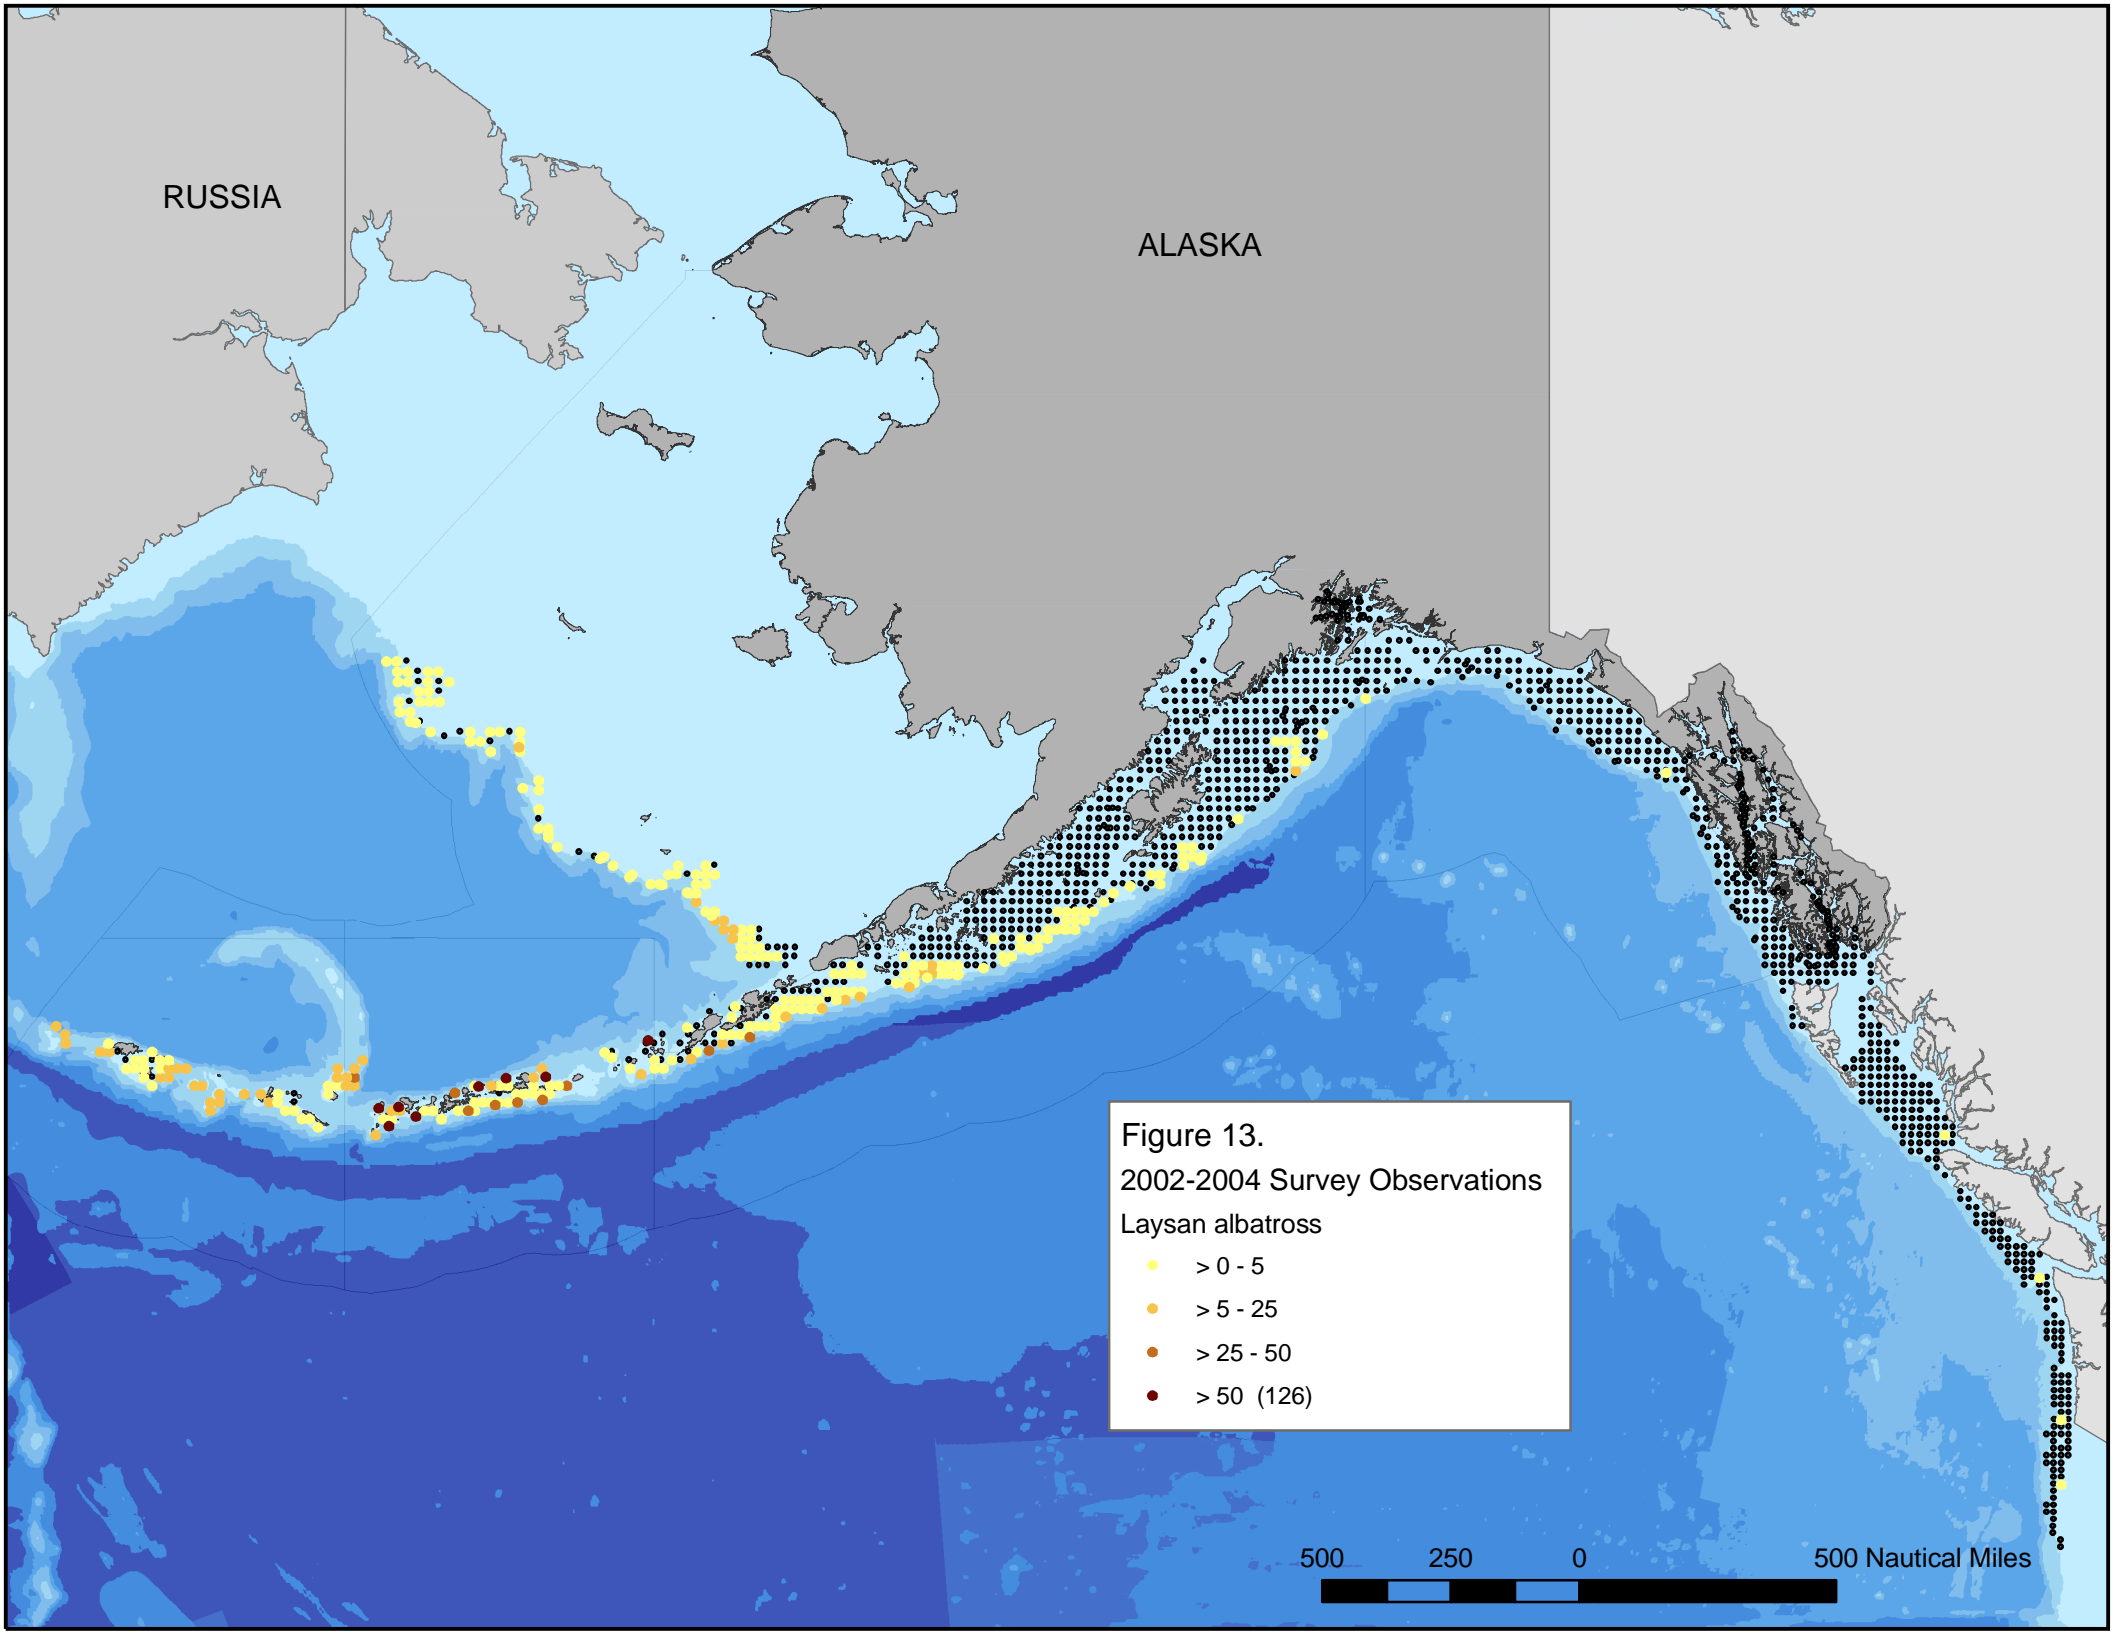 RUSSIA
ALASKA
Figure 13.
2002-2004 Survey Observations
Laysan albatross
> 0 - 5
> 5 - 25
> 25 - 50
> 50 (126)
500 250 0 500 Nautical Miles